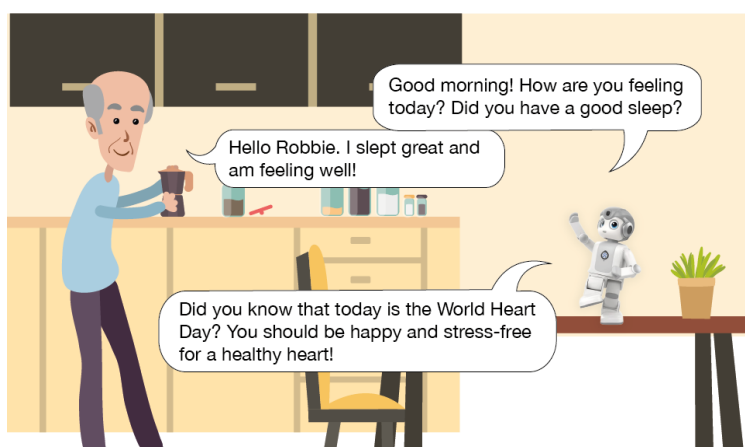 Good morning! How are you feeling
today? Did you have a good sleep?
Hello Robbie. I slept great and
am feeling well!
Did you know that today is the World Heart
Day? You should be happy and stress-free
for a healthy heart!